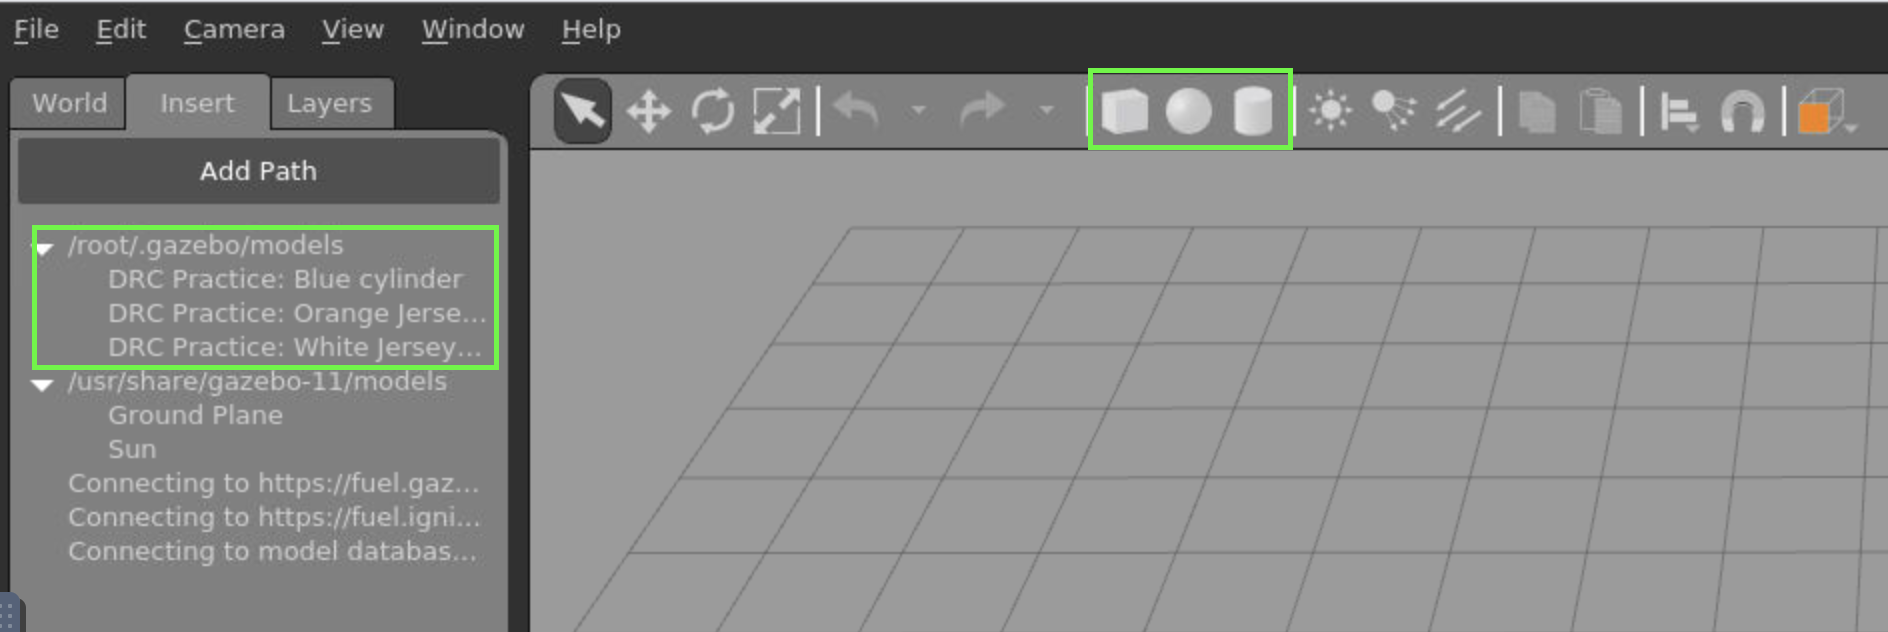 File Edit Camera View Window Help
World Insert Layers
Add Path
/root/.gazebo/models
DRC Practice: Blue cylinder
DRC Practice: Orange Jerse...
DRC Practice: White Jersey...
/usr/share/gazebo-11/models
Ground Plane
Sun
Connecting to https://fuel.gaz...
Connecting to https://fuel.igni...
Connecting to model databas...